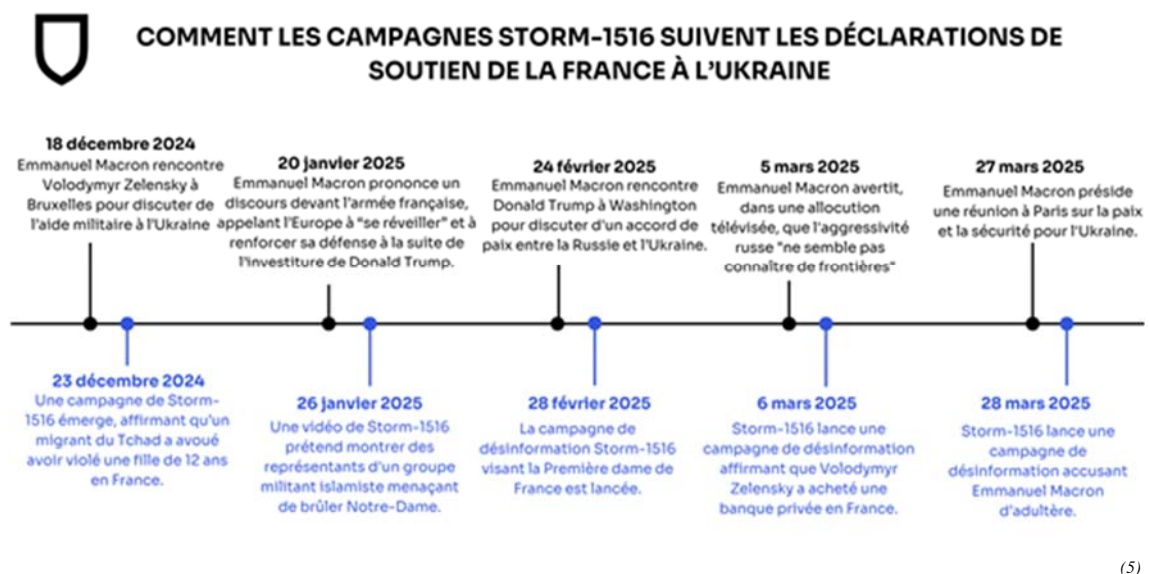 COMMENT LES CAMPAGNES STORM-1516 SUIVENT LES DÉCLARATIONS DE
SOUTIEN DE LA FRANCE À L'UKRAINE
18 décembre 2024
Emmanuel Macron rencontre
Volodymyr Zelensky à
Bruxelles pour discuter de
l'aide militaire à l'Ukraine
20 janvier 2025
Emmanuel Macron prononce un
discours devant l'armée française,
appelant l'Europe à "se réveiller" et à
renforcer sa défense à la suite de
l'investiture de Donald Trump.
24 février 2025
Emmanuel Macron rencontre
Donald Trump à Washington
pour discuter d'un accord de
paix entre la Russie et l'Ukraine.
5 mars 2025
Emmanuel Macron avertit,
dans une allocution
télévisée, que l'aggressivité
russe "ne semble pas
connaître de frontières"
27 mars 2025
Emmanuel Macron préside
une réunion à Paris sur la paix
et la sécurité pour l'Ukraine.
23 décembre 2024
Une campagne de Storm-
1516 émerge, affirmant qu'un
migrant du Tchad a avoué
avoir violé une fille de 12 ans
en France.
26 janvier 2025
Une vidéo de Storm-1516
prétend montrer des
représentants d'un groupe
militant islamiste menaçant
de brûler Notre-Dame.
28 février 2025
La campagne de
désinformation Storm-1516
visant la Première dame de
France est lancée.
6 mars 2025
Storm-1516 lance une
campagne de désinformation
affirmant que Volodymyr
Zelensky a acheté une
banque privée en France.
28 mars 2025
Storm-1516 lance une
campagne de
désinformation accusant
Emmanuel Macron
d'adultère.
(5)